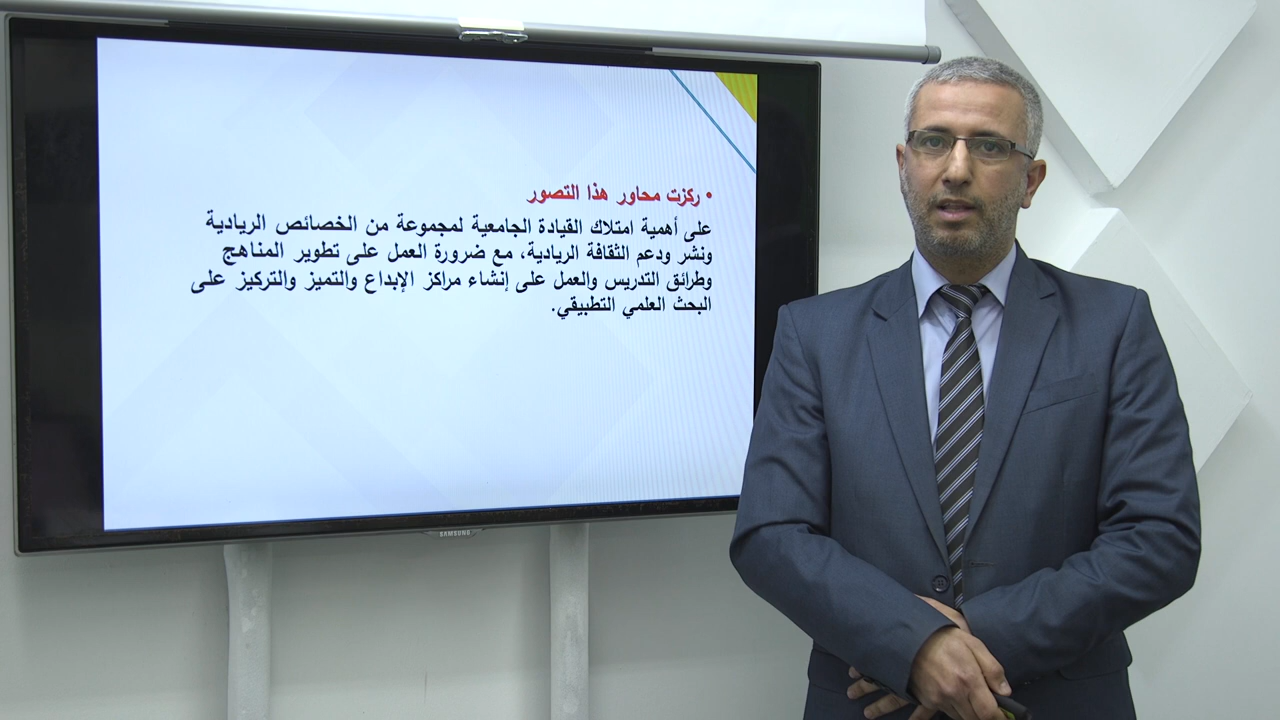 • ركزت محاور هذا التصور
على أهمية امتلاك القيادة الجامعية لمجموعة من الخصائص الريادية
ونشر ودعم الثقافة الريادية، مع ضرورة العمل على تطوير المناهج
وطرائق التدريس والعمل على إنشاء مراكز الإبداع والتميز والتركيز على
البحث العلمي التطبيقي.
SAMSUNG